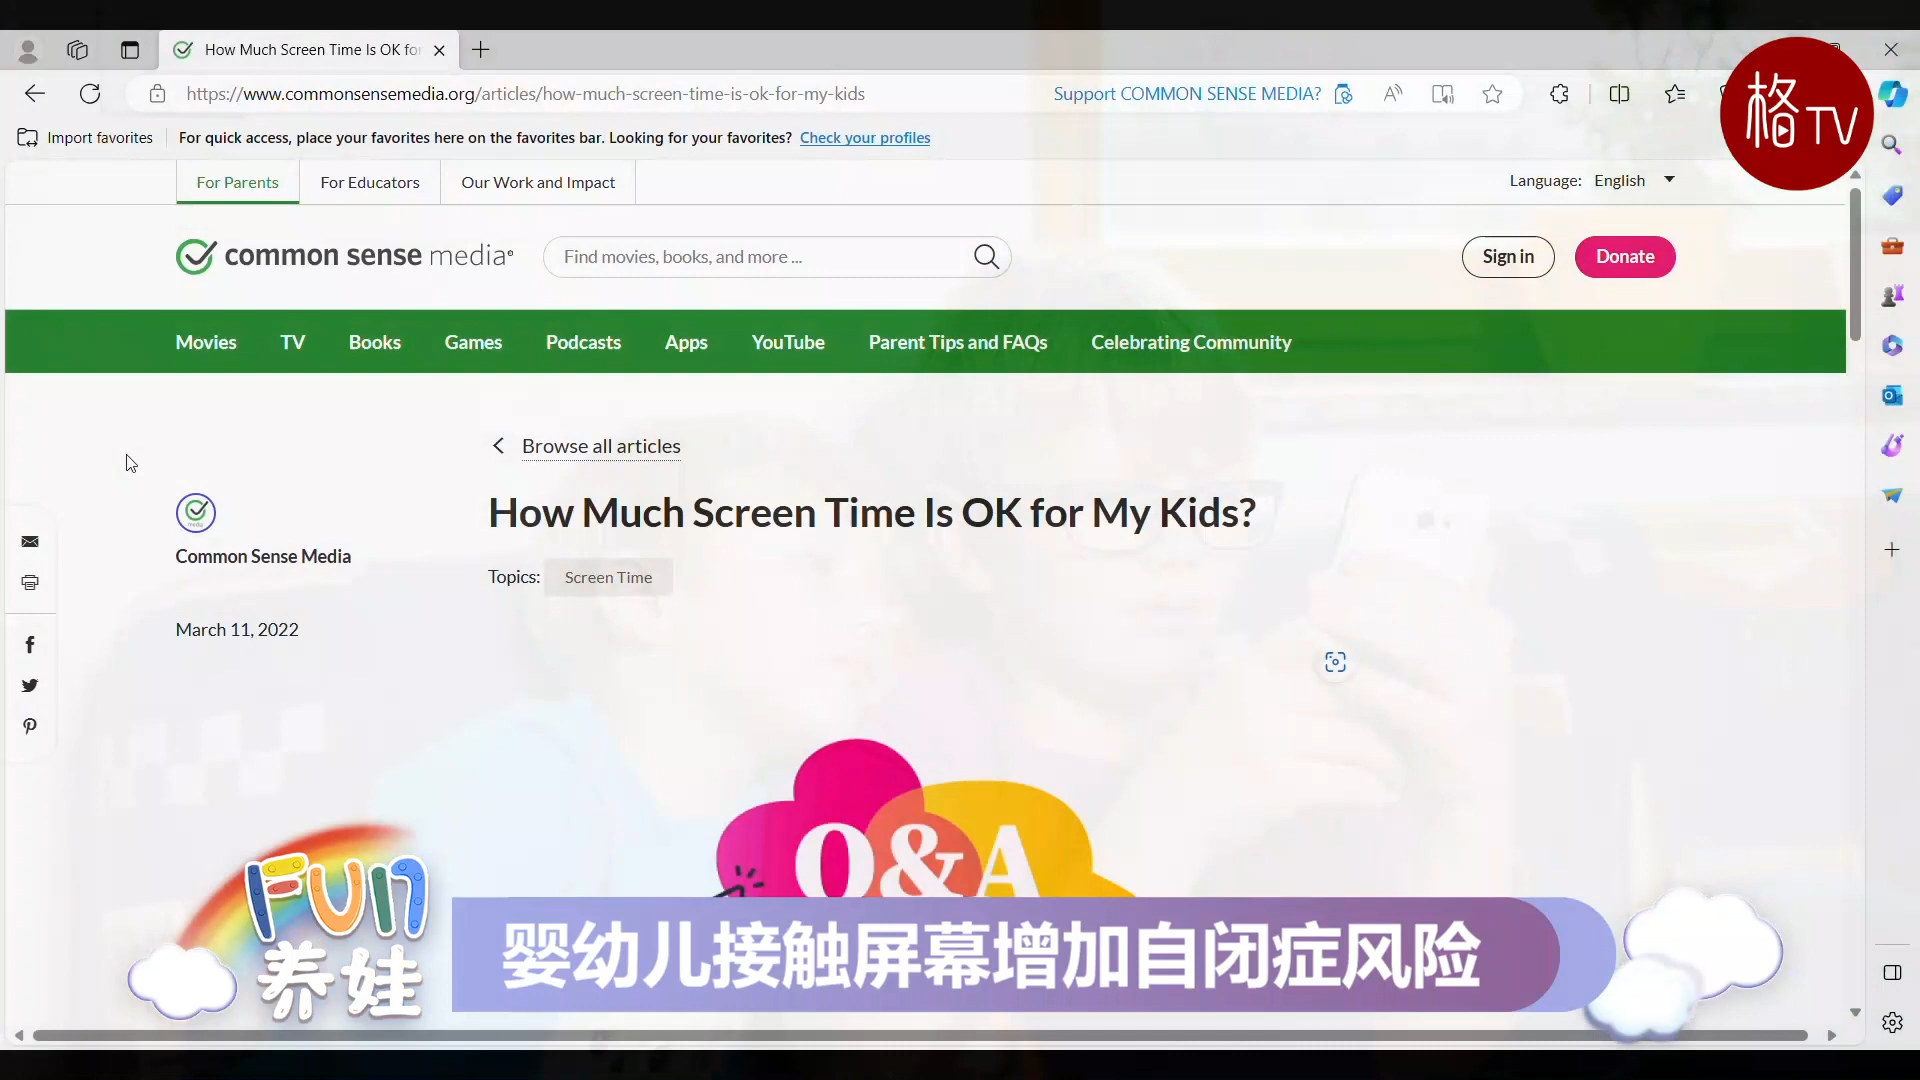 How Much Screen Time Is OK fo
https://www.commonsensemedia.org/articles/how-much-screen-time-is-ok-for-my-kids
Support COMMON SENSE MEDIA?
格TV
Import favorites
For quick access, place your favorites here on the favorites bar. Looking for your favorites? Check your profiles
For Parents
For Educators
Our Work and Impact
Language: English
common sense media
Find movies, books, and more ...
Sign in
Donate
Movies
TV
Books
Games
Podcasts
Apps
YouTube
Parent Tips and FAQs
Celebrating Community
Browse all articles
How Much Screen Time Is OK for My Kids?
Common Sense Media
Topics: Screen Time
March 11, 2022
Q&A
FUN
养娃
婴幼儿接触屏幕增加自闭症风险